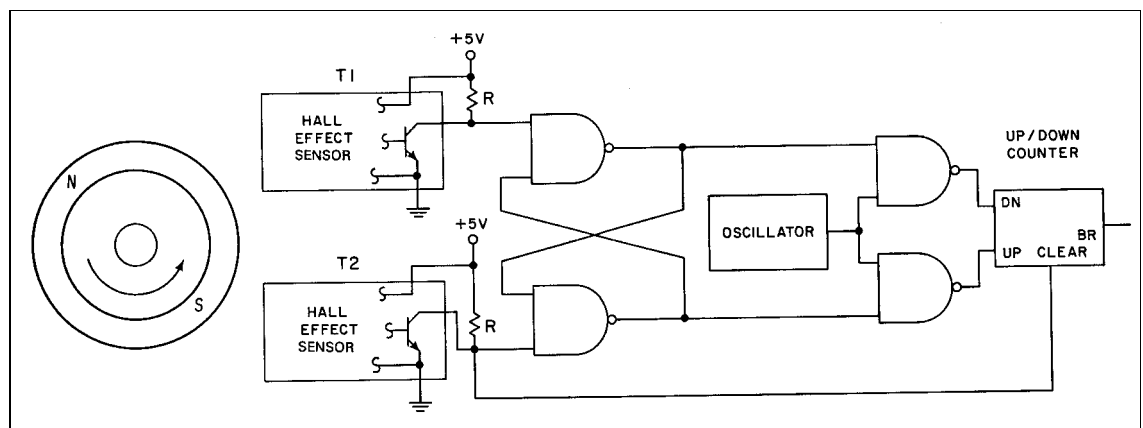 +5V
T1
R
HALL
EFFECT
SENSOR
N
S
+5V
T2
R
HALL
EFFECT
SENSOR
OSCILLATOR
UP/DOWN
COUNTER
DN
BR
UP CLEAR